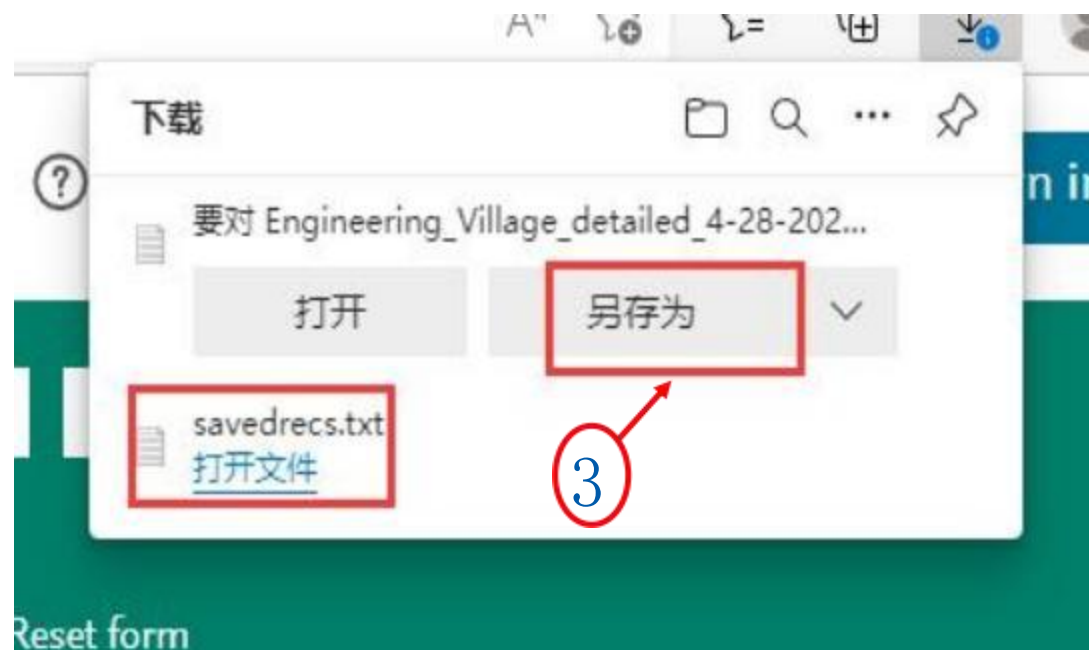 下载
要对 Engineering_Village_detailed_4-28-202...
打开
另存为
savedrecs.txt
打开文件
3
Reset form